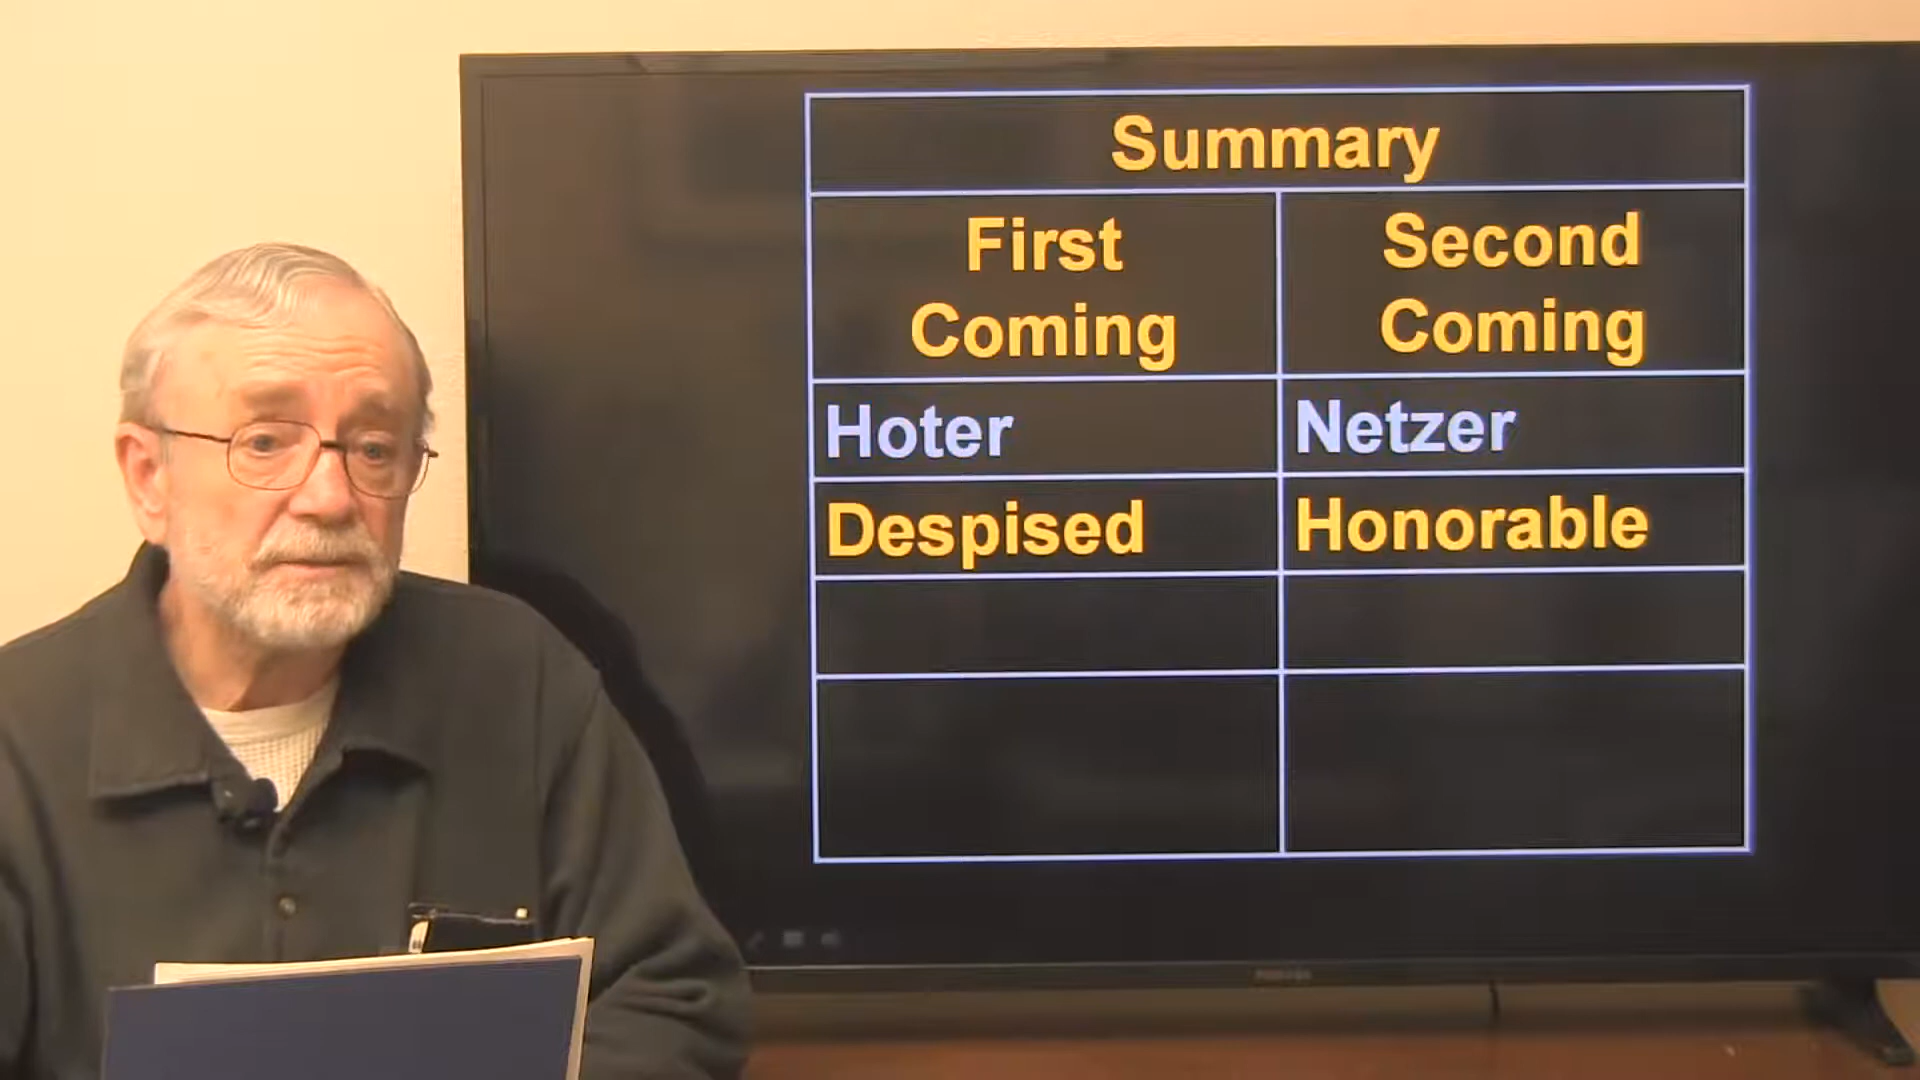 Summary
First
Coming
Second
Coming
Hoter
Netzer
Despised
Honorable